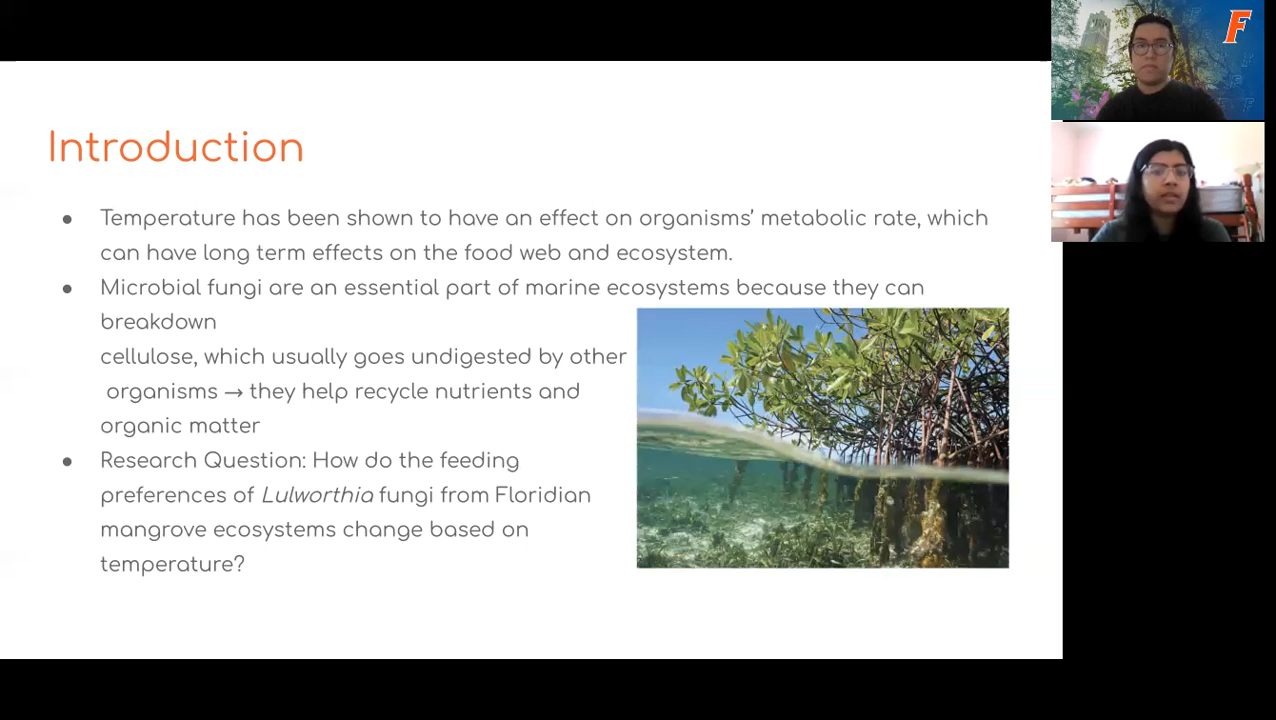 Introduction
● Temperature has been shown to have an effect on organisms’ metabolic rate, which
can have long term effects on the food web and ecosystem.
● Microbial fungi are an essential part of marine ecosystems because they can
breakdown
cellulose, which usually goes undigested by other
organisms → they help recycle nutrients and
organic matter
● Research Question: How do the feeding
preferences of Lulworthia fungi from Floridian
mangrove ecosystems change based on
temperature?
F